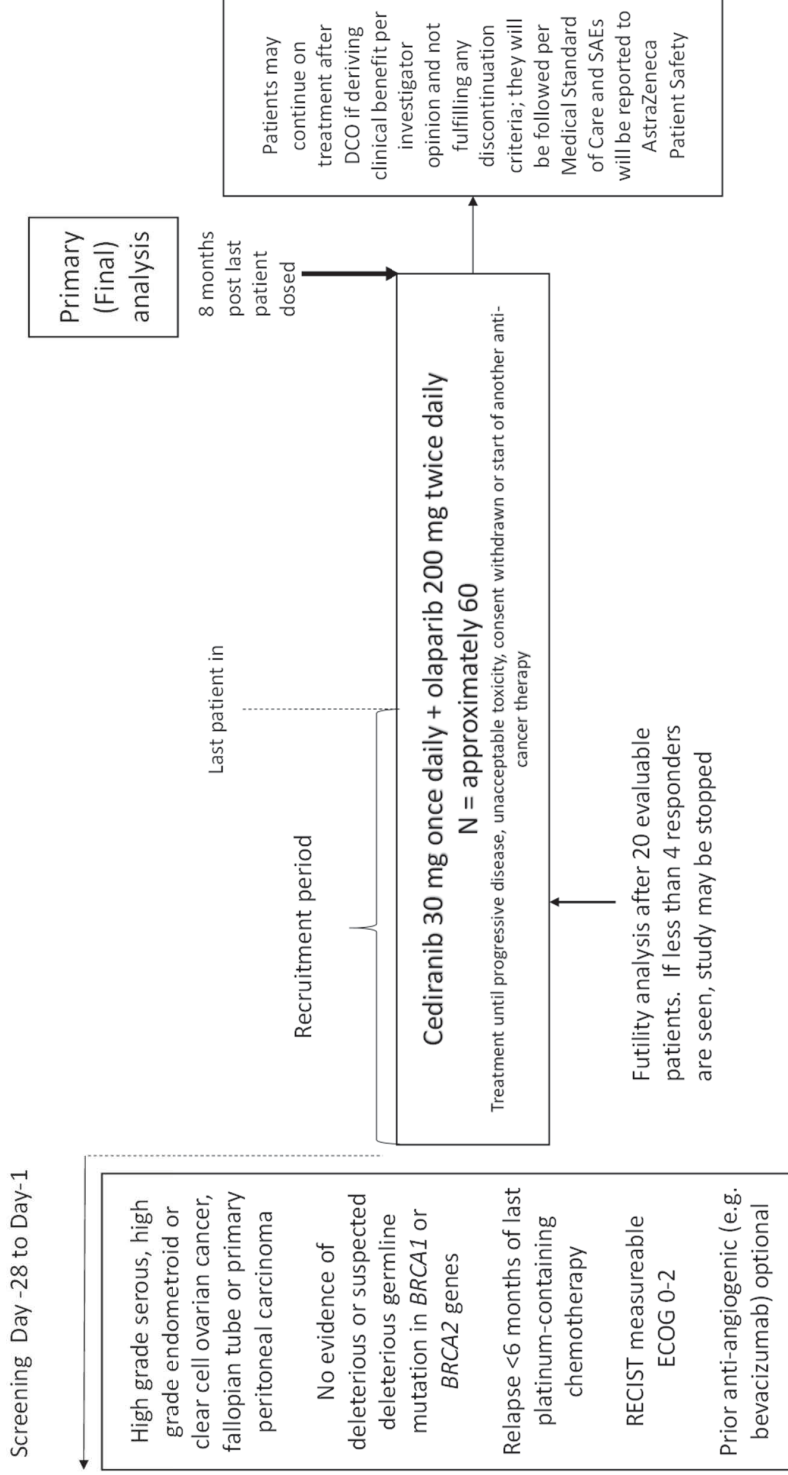 Screening Day -28 to Day-1
High grade serous, high
grade endometroid or
clear cell ovarian cancer,
fallopian tube or primary
peritoneal carcinoma
No evidence of
deleterious or suspected
deleterious germline
mutation in BRCA1 or
BRCA2 genes
Relapse <6 months of last
platinum-containing
chemotherapy
RECIST measureable
ECOG 0-2
Prior anti-angiogenic (e.g.
bevacizumab) optional
Recruitment period
Last patient in
Cediranib 30 mg once daily + olaparib 200 mg twice daily
N = approximately 60
Treatment until progressive disease, unacceptable toxicity, consent withdrawn or start of another anti-
cancer therapy
Futility analysis after 20 evaluable
patients. If less than 4 responders
are seen, study may be stopped
Primary
(Final)
analysis
8 months
post last
patient
dosed
Patients may
continue on
treatment after
DCO if deriving
clinical benefit per
investigator
opinion and not
fulfilling any
discontinuation
criteria; they will
be followed per
Medical Standard
of Care and SAEs
will be reported to
AstraZeneca
Patient Safety